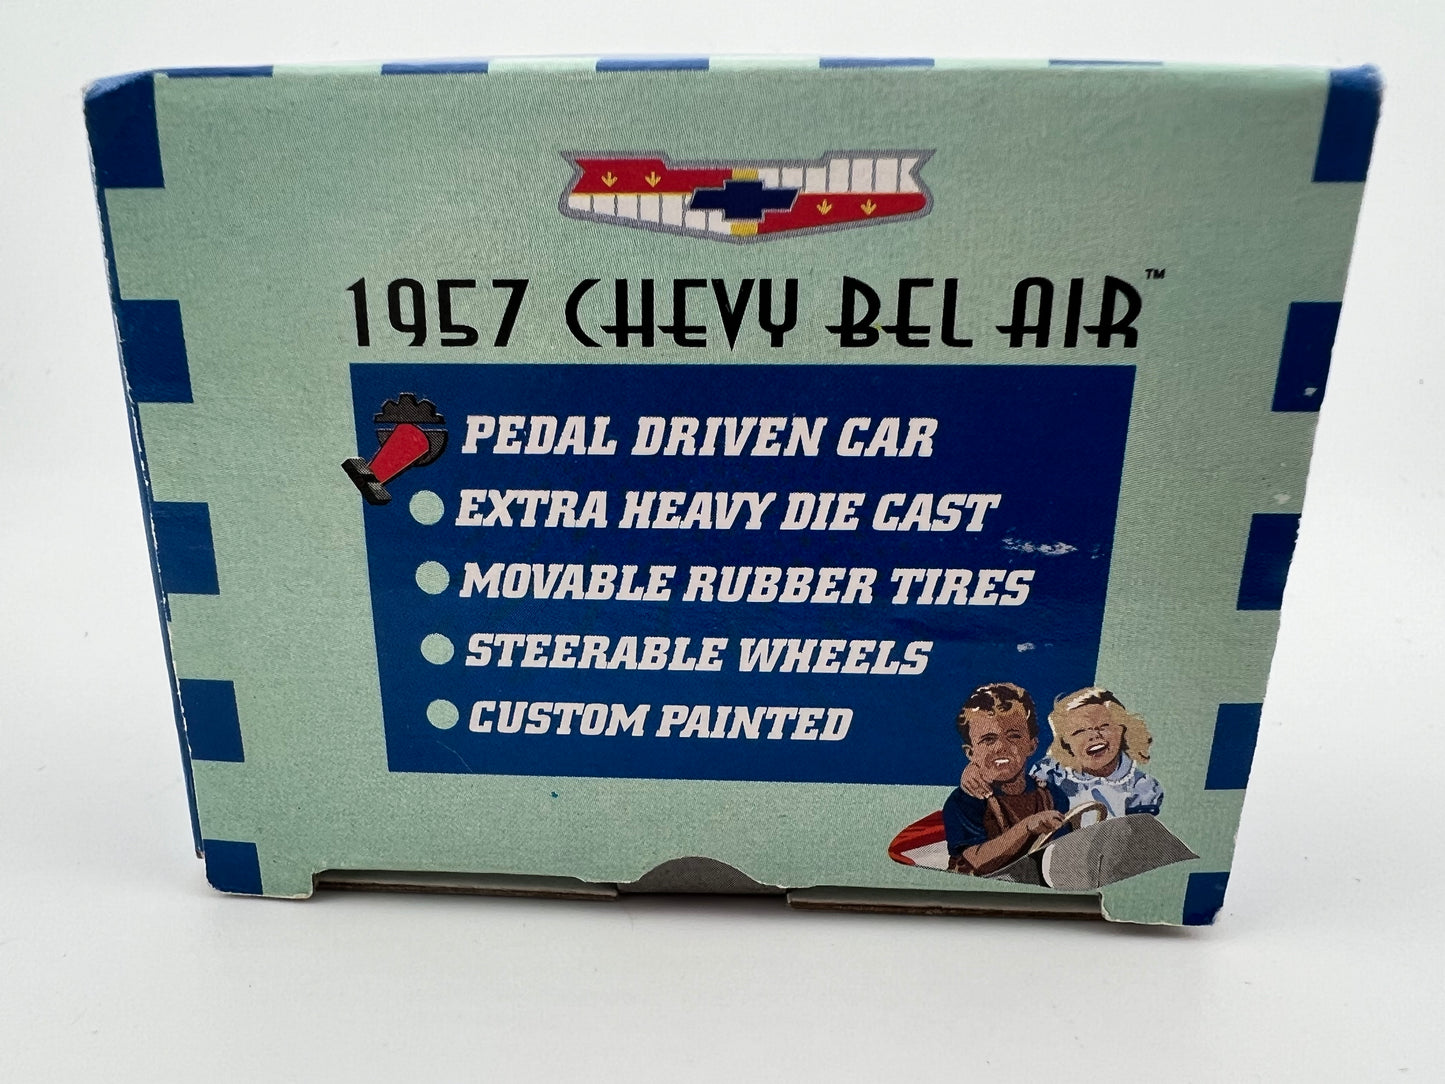 1957 CHEVY BEL AIR™
PEDAL DRIVEN CAR
EXTRA HEAVY DIE CAST
MOVABLE RUBBER TIRES
STEERABLE WHEELS
CUSTOM PAINTED